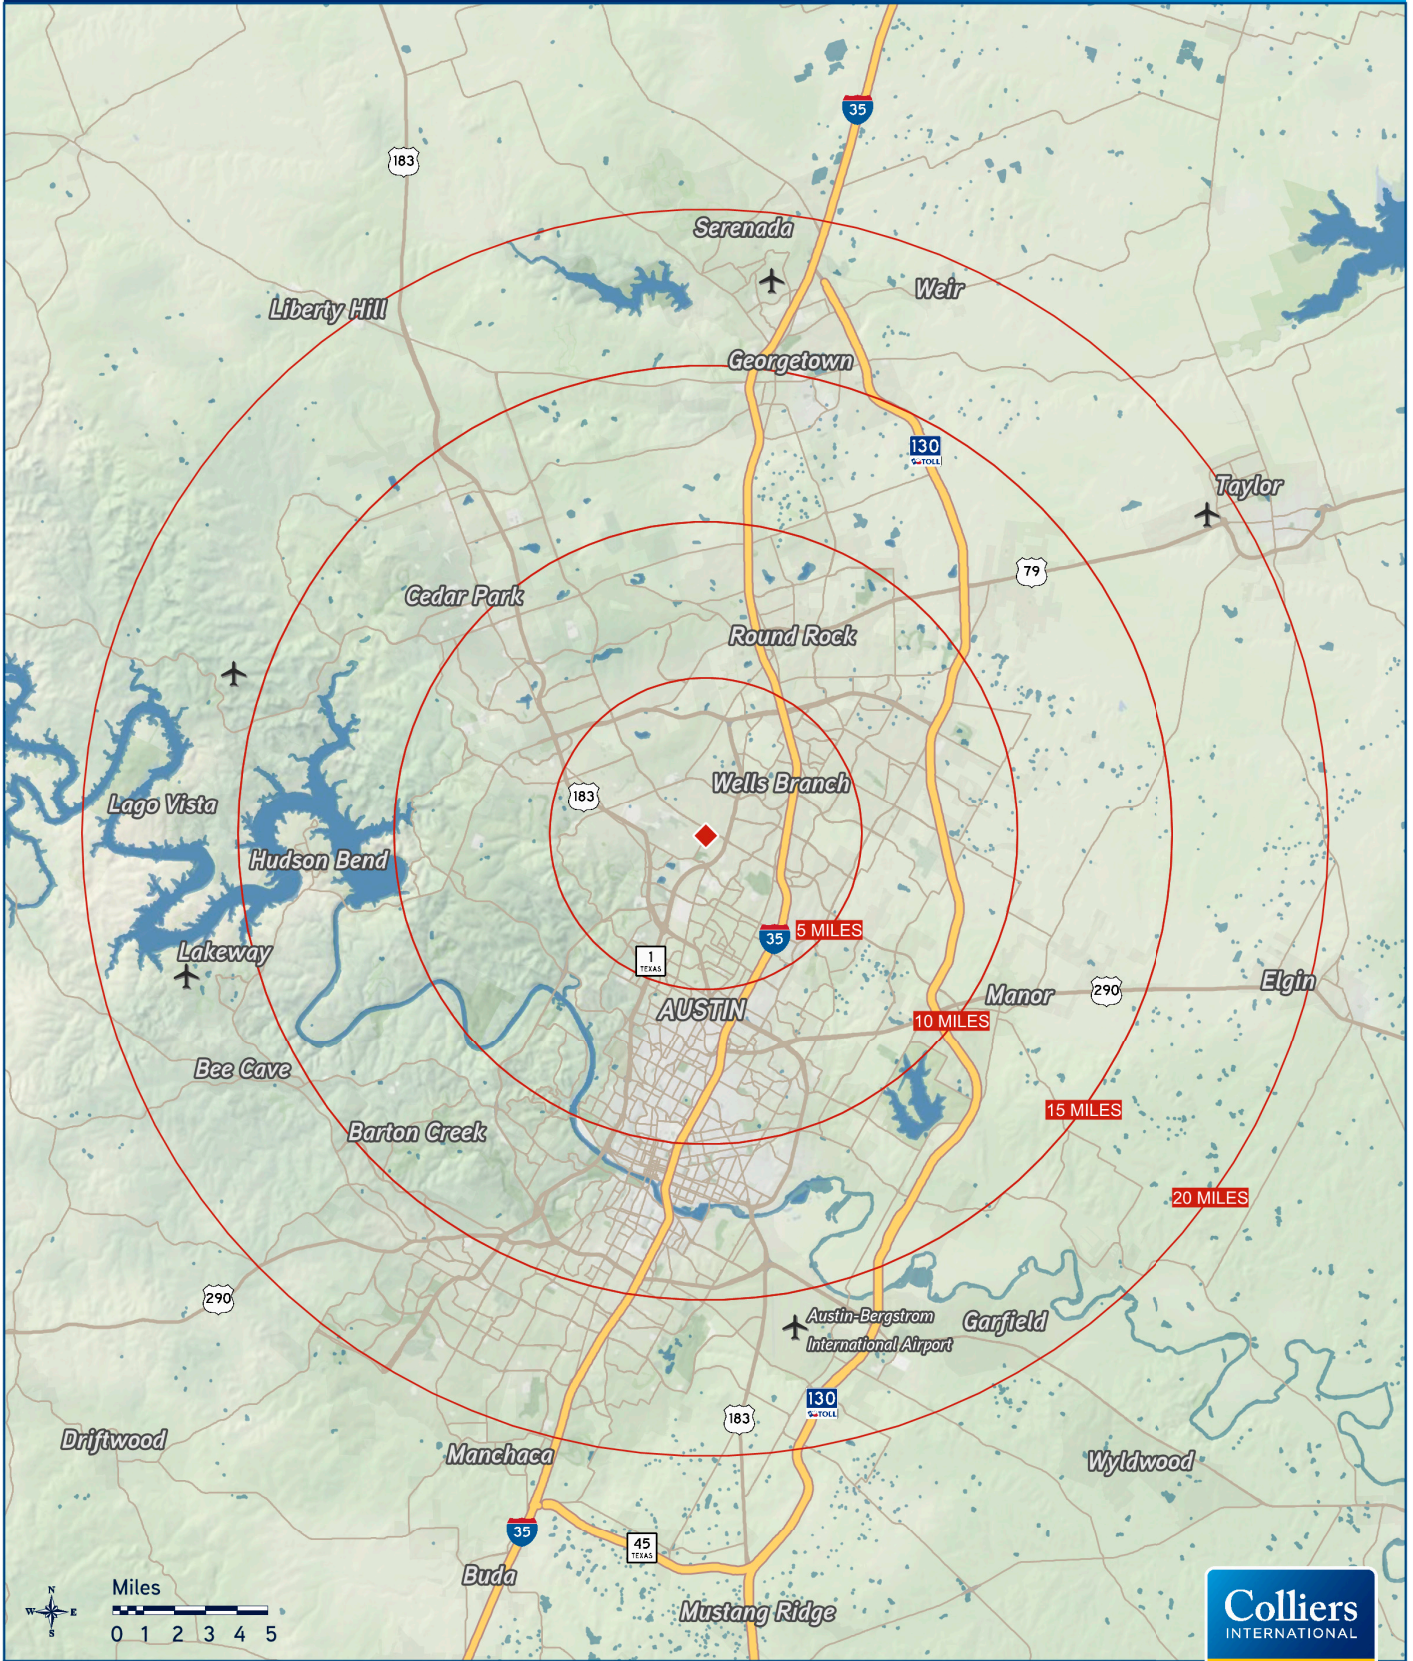 35
183
Serenada
Weir
Liberty Hill
Georgetown
130
TOLL
Taylor
79
Cedar Park
Round Rock
Wells Branch
183
Lago Vista
Hudson Bend
5 MILES
35
Lakeway
1
TEXAS
Elgin
Manor
290
AUSTIN
10 MILES
Bee Cave
15 MILES
Barton Creek
20 MILES
290
Austin-Bergstrom
International Airport
Garfield
130
TOLL
183
Driftwood
Manchaca
Wyldwood
35
45
TEXAS
Buda
Mustang Ridge
Miles
0 1 2 3 4 5
N
W E
S
Colliers
INTERNATIONAL